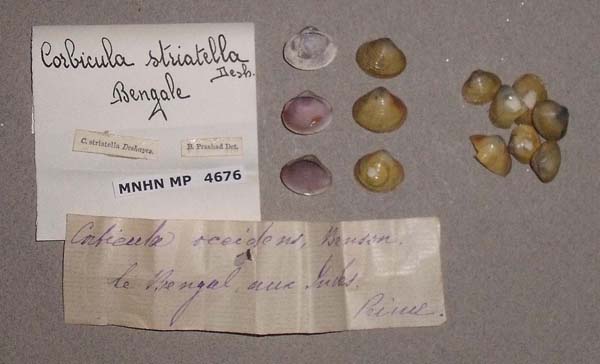 Corbicula striatella
Desh.
Bengale
C. striatella Deshayes.
B. Prashad Det.
MNHN MP 4676
Corbicula occidens, Benson.
le Bengal, aux Indes.